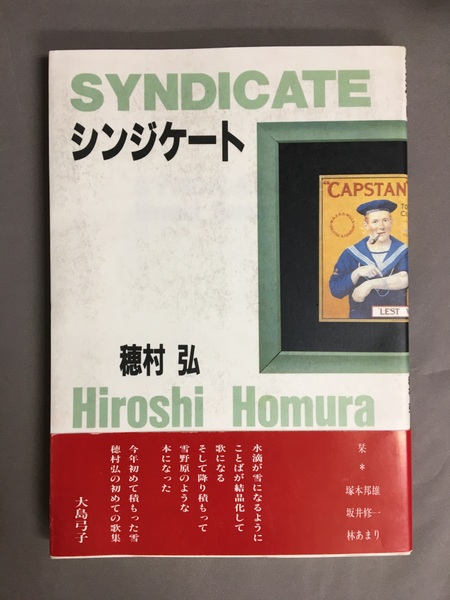 SYNDICATE
シンジケート
"CAPSTAN
LEST
穂村 弘
Hiroshi Homura
栞
*
塚本邦雄
坂井修一
林あまり
水滴が雪になるように
ことばが結晶化して
歌になる
そして降り積もって
雪野原のような
本になった
今年初めて積もった雪
穂村弘の初めての歌集
大島弓子